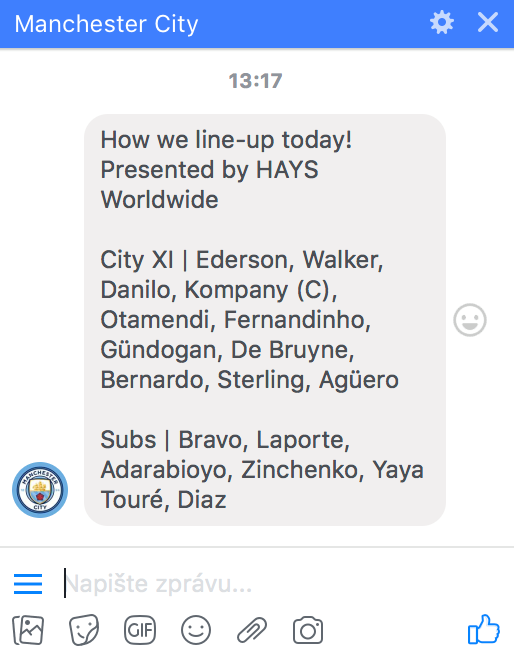 Manchester City
13:17
How we line-up today!
Presented by HAYS
Worldwide
City XI | Ederson, Walker,
Danilo, Kompany (C),
Otamendi, Fernandinho,
Gündogan, De Bruyne,
Bernardo, Sterling, Agüero
Subs | Bravo, Laporte,
Adarabioyo, Zinchenko, Yaya
Touré, Diaz
MANCHESTER
CITY
Napište zprávu...
GIF